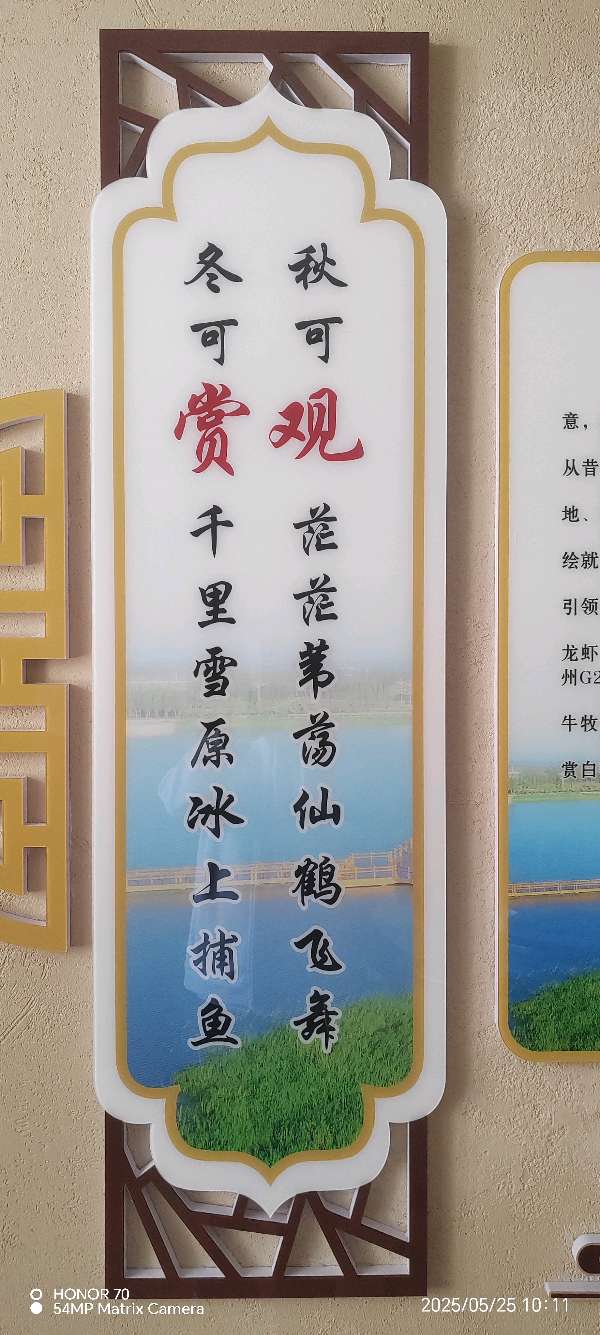 秋可观茫茫苇荡仙鹤飞舞
冬可赏千里雪原冰上捕鱼
意，
从昔
地、
绘就
引领
龙虾
州G2
牛牧
赏白
HONOR 70
54MP Matrix Camera
2025/05/25 10:11